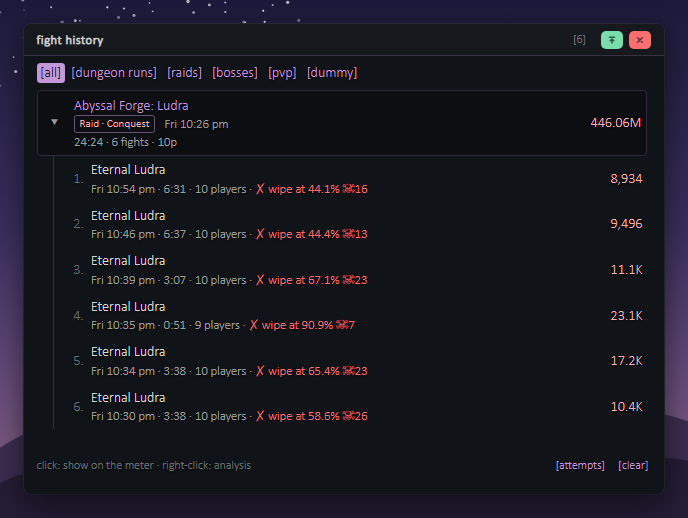 fight history [6]
[all] [dungeon runs] [raids] [bosses] [pvp] [dummy]
Abyssal Forge: Ludra
Raid · Conquest Fri 10:26 pm
446.06M
24:24 · 6 fights · 10p
1. Eternal Ludra
Fri 10:54 pm · 6:31 · 10 players · ✗ wipe at 44.1% ☠16
8,934
2. Eternal Ludra
Fri 10:46 pm · 6:37 · 10 players · ✗ wipe at 44.4% ☠13
9,496
3. Eternal Ludra
Fri 10:39 pm · 3:07 · 10 players · ✗ wipe at 67.1% ☠23
11.1K
4. Eternal Ludra
Fri 10:35 pm · 0:51 · 9 players · ✗ wipe at 90.9% ☠7
23.1K
5. Eternal Ludra
Fri 10:34 pm · 3:38 · 10 players · ✗ wipe at 65.4% ☠23
17.2K
6. Eternal Ludra
Fri 10:30 pm · 3:38 · 10 players · ✗ wipe at 58.6% ☠26
10.4K
click: show on the meter · right-click: analysis
[attempts] [clear]